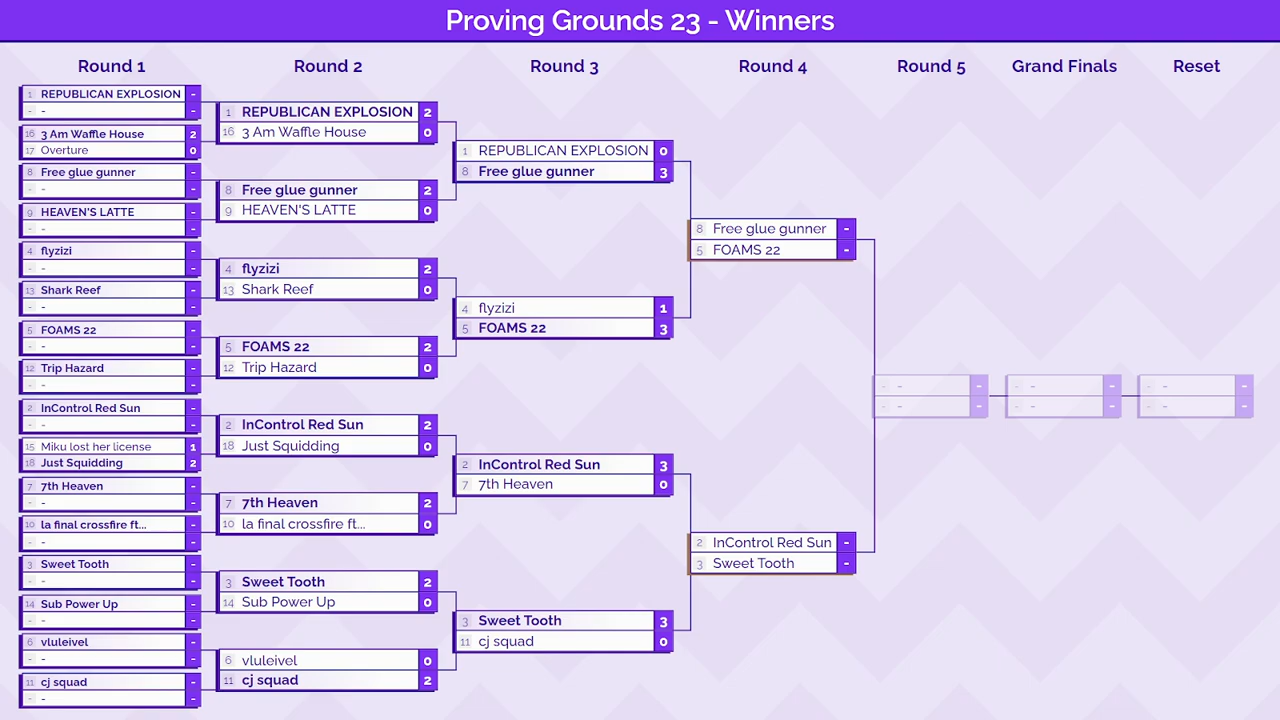 Proving Grounds 23 - Winners
Round 1
Round 2
Round 3
Round 4
Round 5
Grand Finals
Reset
1 REPUBLICAN EXPLOSION -
- - -
16 3 Am Waffle House 2
17 Overture 0
8 Free glue gunner -
- - -
9 HEAVEN'S LATTE -
- - -
4 flyzizi -
- - -
13 Shark Reef -
- - -
5 FOAMS 22 -
- - -
12 Trip Hazard -
- - -
2 InControl Red Sun -
- - -
15 Miku lost her license 1
18 Just Squidding 2
7 7th Heaven -
- - -
10 la final crossfire ft... -
- - -
3 Sweet Tooth -
- - -
14 Sub Power Up -
- - -
6 vluleivel -
- - -
11 cj squad -
- - -
1 REPUBLICAN EXPLOSION 2
16 3 Am Waffle House 0
8 Free glue gunner 2
9 HEAVEN'S LATTE 0
4 flyzizi 2
13 Shark Reef 0
5 FOAMS 22 2
12 Trip Hazard 0
2 InControl Red Sun 2
18 Just Squidding 0
7 7th Heaven 2
10 la final crossfire ft... 0
3 Sweet Tooth 2
14 Sub Power Up 0
6 vluleivel 0
11 cj squad 2
1 REPUBLICAN EXPLOSION 0
8 Free glue gunner 3
4 flyzizi 1
5 FOAMS 22 3
2 InControl Red Sun 3
7 7th Heaven 0
3 Sweet Tooth 3
11 cj squad 0
8 Free glue gunner -
5 FOAMS 22 -
2 InControl Red Sun -
3 Sweet Tooth -
- - -
- - -
- - -
- - -
- - -
- - -